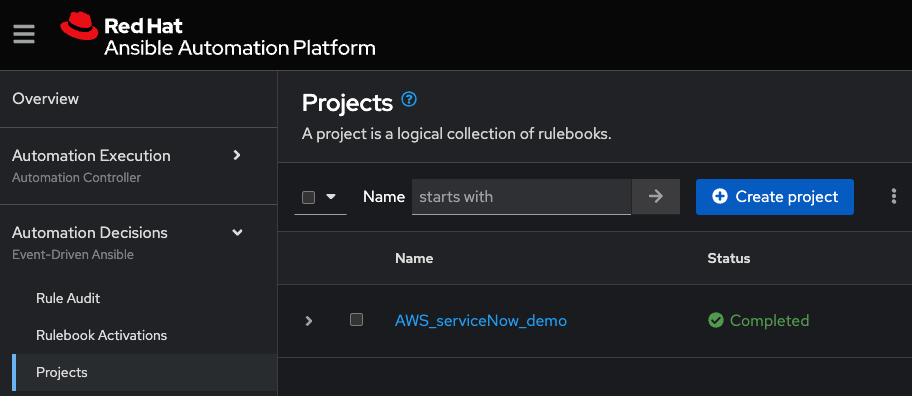 Red Hat
Ansible Automation Platform
Overview
Automation Execution
Automation Controller
Automation Decisions
Event-Driven Ansible
Rule Audit
Rulebook Activations
Projects
Projects
A project is a logical collection of rulebooks.
Name starts with Create project
Name Status
AWS_serviceNow_demo Completed